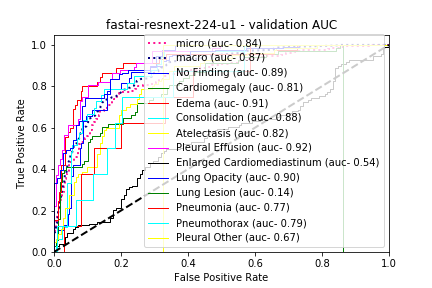 fastai-resnext-224-u1 - validation AUC
1.0
0.8
0.6
0.4
0.2
0.0
True Positive Rate
micro (auc- 0.84)
macro (auc- 0.87)
No Finding (auc- 0.89)
Cardiomegaly (auc- 0.81)
Edema (auc- 0.91)
Consolidation (auc- 0.88)
Atelectasis (auc- 0.82)
Pleural Effusion (auc- 0.92)
Enlarged Cardiomediastinum (auc- 0.54)
Lung Opacity (auc- 0.90)
Lung Lesion (auc- 0.14)
Pneumonia (auc- 0.77)
Pneumothorax (auc- 0.79)
Pleural Other (auc- 0.67)
0.0 0.2 0.4 0.6 0.8 1.0
False Positive Rate